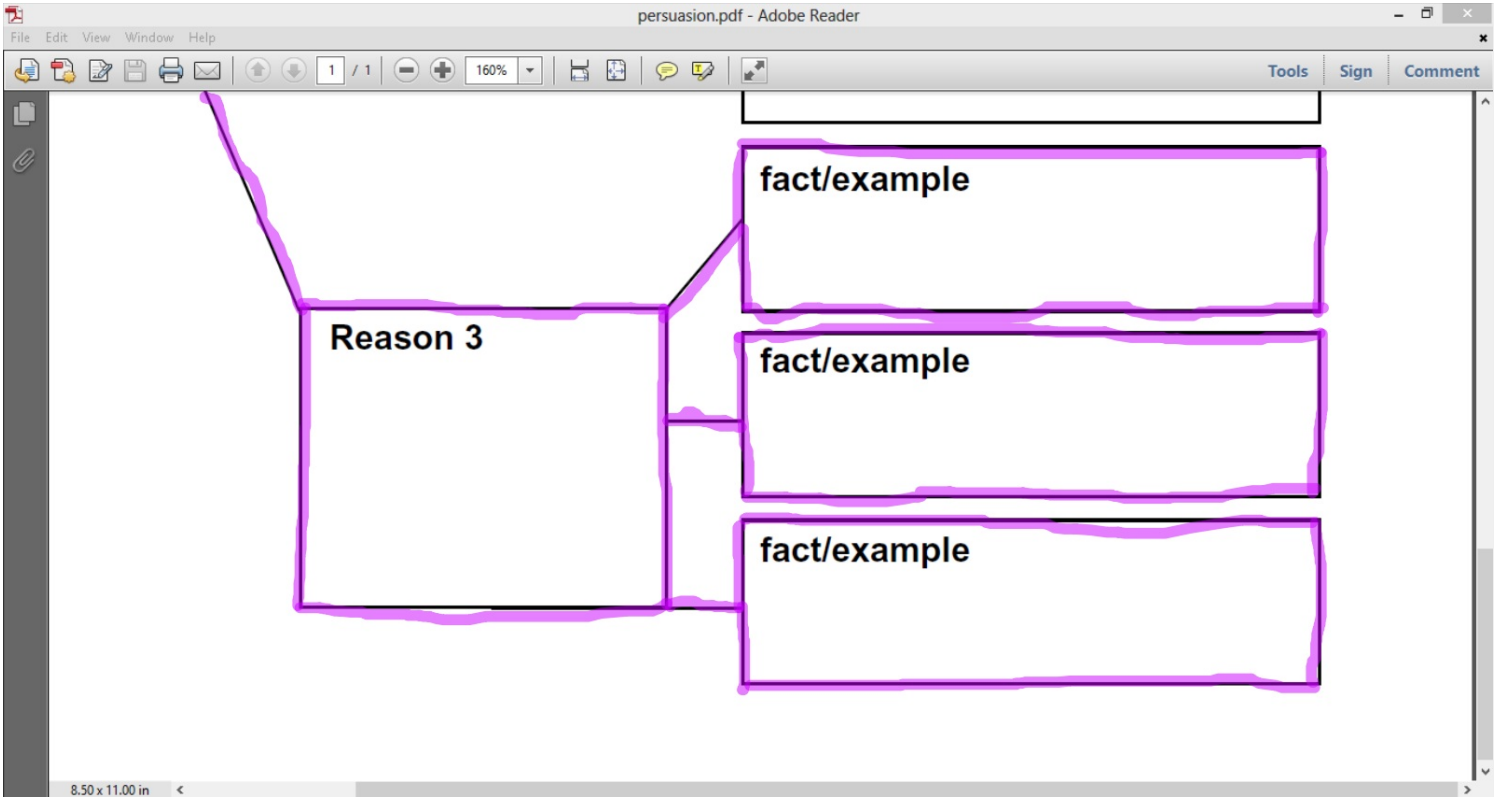 persuasion.pdf - Adobe Reader
File Edit View Window Help
1 / 1 160% Tools Sign Comment
fact/example
Reason 3
fact/example
fact/example
8.50 x 11.00 in